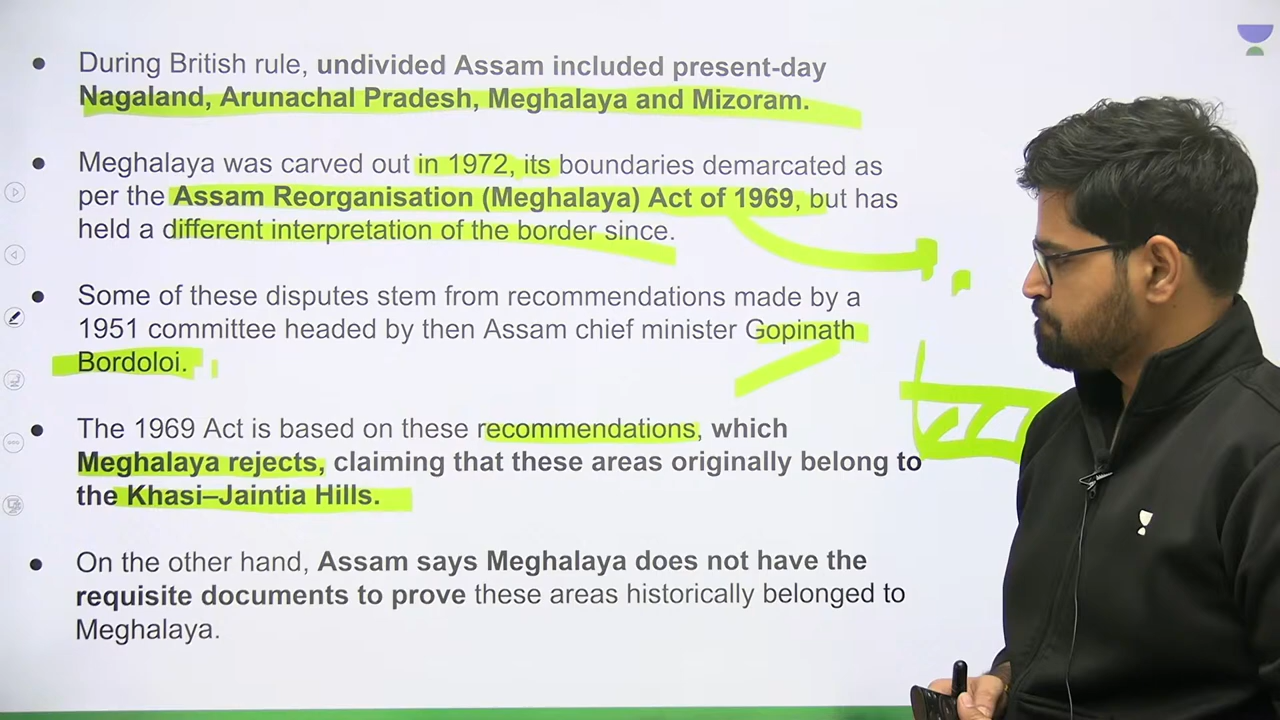 ● During British rule, undivided Assam included present-day
Nagaland, Arunachal Pradesh, Meghalaya and Mizoram.
● Meghalaya was carved out in 1972, its boundaries demarcated as
per the Assam Reorganisation (Meghalaya) Act of 1969, but has
held a different interpretation of the border since.
● Some of these disputes stem from recommendations made by a
1951 committee headed by then Assam chief minister Gopinath
Bordoloi.
● The 1969 Act is based on these recommendations, which
Meghalaya rejects, claiming that these areas originally belong to
the Khasi–Jaintia Hills.
● On the other hand, Assam says Meghalaya does not have the
requisite documents to prove these areas historically belonged to
Meghalaya.